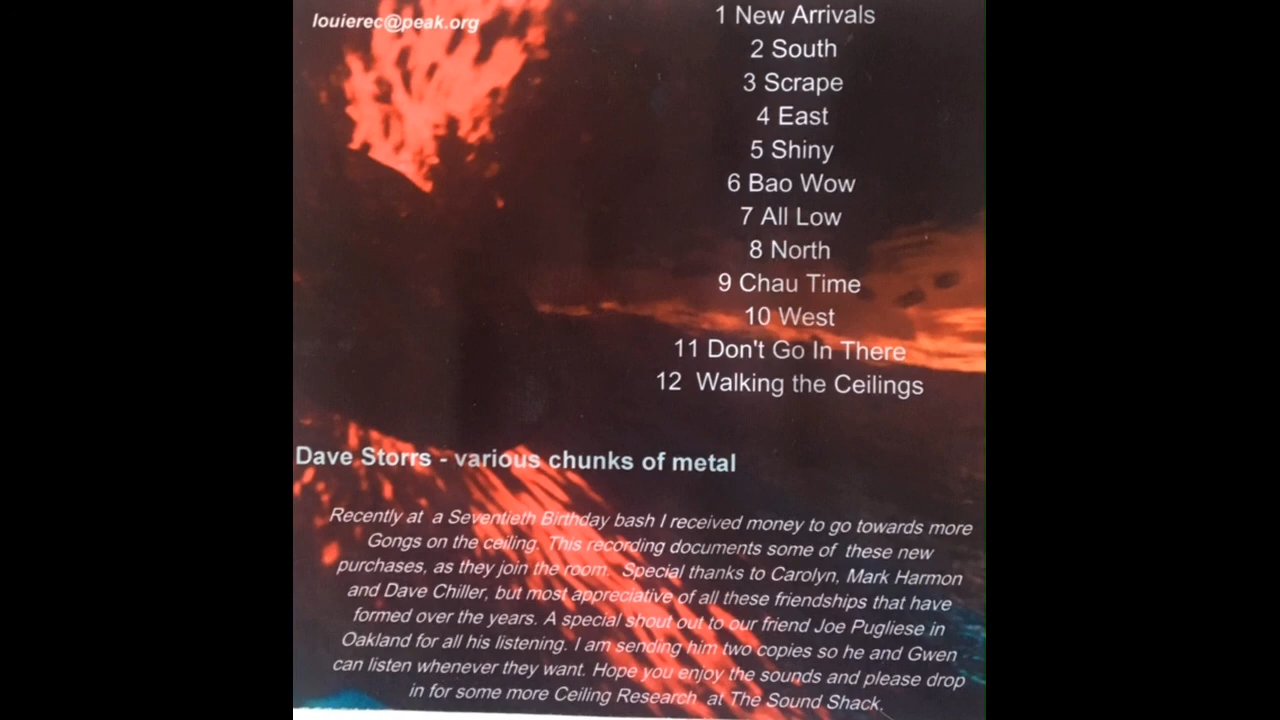 louierec@peak.org
1 New Arrivals
2 South
3 Scrape
4 East
5 Shiny
6 Bao Wow
7 All Low
8 North
9 Chau Time
10 West
11 Don't Go In There
12 Walking the Ceilings
Dave Storrs - various chunks of metal
Recently at a Seventieth Birthday bash I received money to go towards more
Gongs on the ceiling. This recording documents some of these new
purchases, as they join the room. Special thanks to Carolyn, Mark Harmon
and Dave Chiller, but most appreciative of all these friendships that have
formed over the years. A special shout out to our friend Joe Pugliese in
Oakland for all his listening. I am sending him two copies so he and Gwen
can listen whenever they want. Hope you enjoy the sounds and please drop
in for some more Ceiling Research at The Sound Shack.